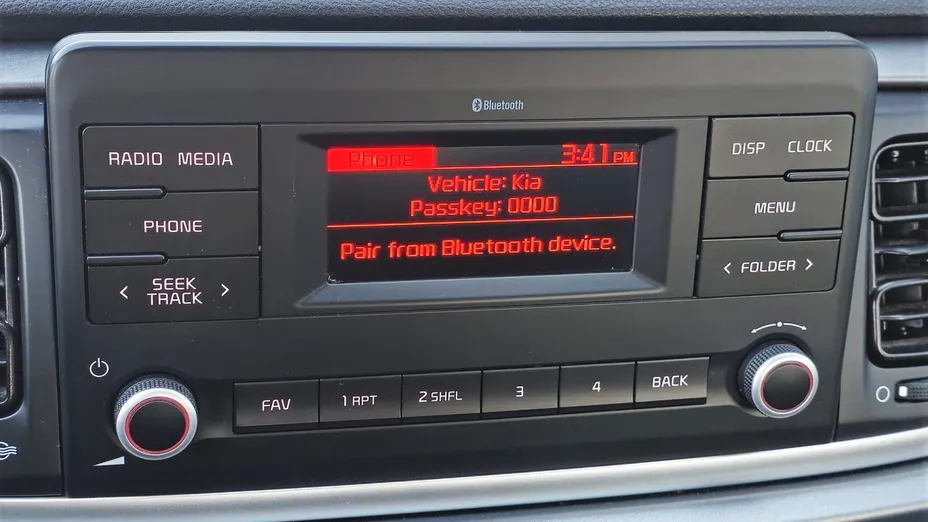 Bluetooth
RADIO MEDIA
Phone 3:41 PM
DISP CLOCK
Vehicle: Kia
Passkey: 0000
PHONE
MENU
Pair from Bluetooth device.
< SEEK TRACK >
< FOLDER >
FAV
1 RPT
2 SHFL
3
4
BACK